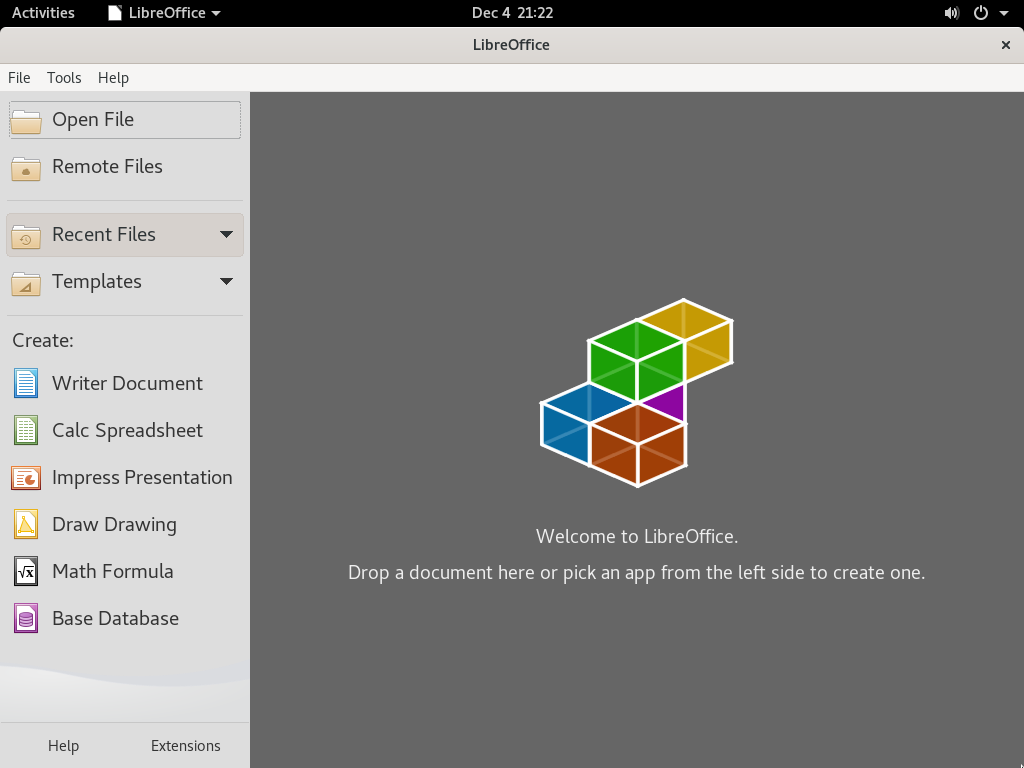 Activities LibreOffice Dec 4 21:22
LibreOffice
File Tools Help
Open File
Remote Files
Recent Files
Templates
Create:
Writer Document
Calc Spreadsheet
Impress Presentation
Draw Drawing
Math Formula
Base Database
Help Extensions
Welcome to LibreOffice.
Drop a document here or pick an app from the left side to create one.